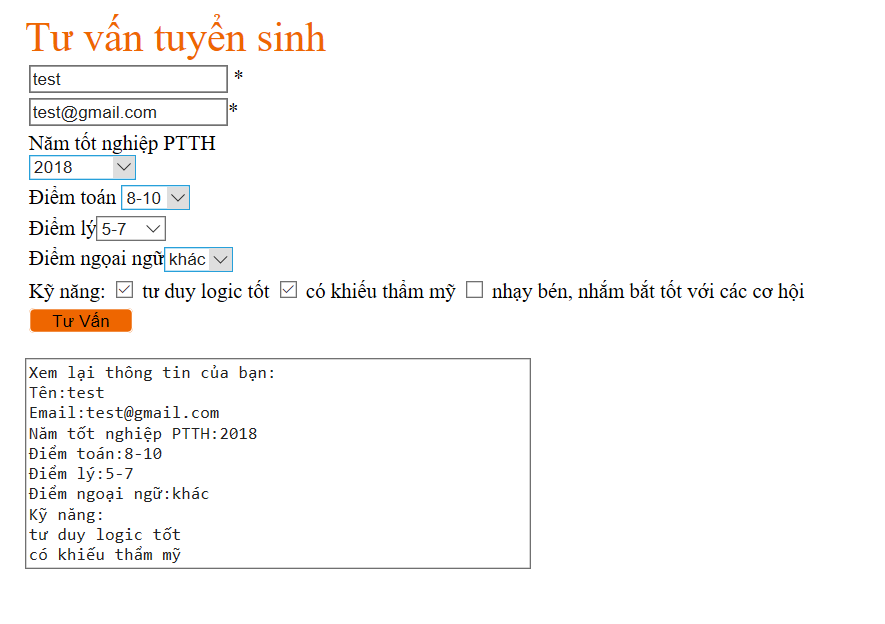 Tư vấn tuyển sinh
test *
test@gmail.com *
Năm tốt nghiệp PTTH
2018
Điểm toán 8-10
Điểm lý 5-7
Điểm ngọai ngữ khác
Kỹ năng: tư duy logic tốt có khiếu thẩm mỹ nhạy bén, nhắm bắt tốt với các cơ hội
Tư Vấn
Xem lại thông tin của bạn:
Tên:test
Email:test@gmail.com
Năm tốt nghiệp PTTH:2018
Điểm toán:8-10
Điểm lý:5-7
Điểm ngoại ngữ:khác
Kỹ năng:
tư duy logic tốt
có khiếu thẩm mỹ